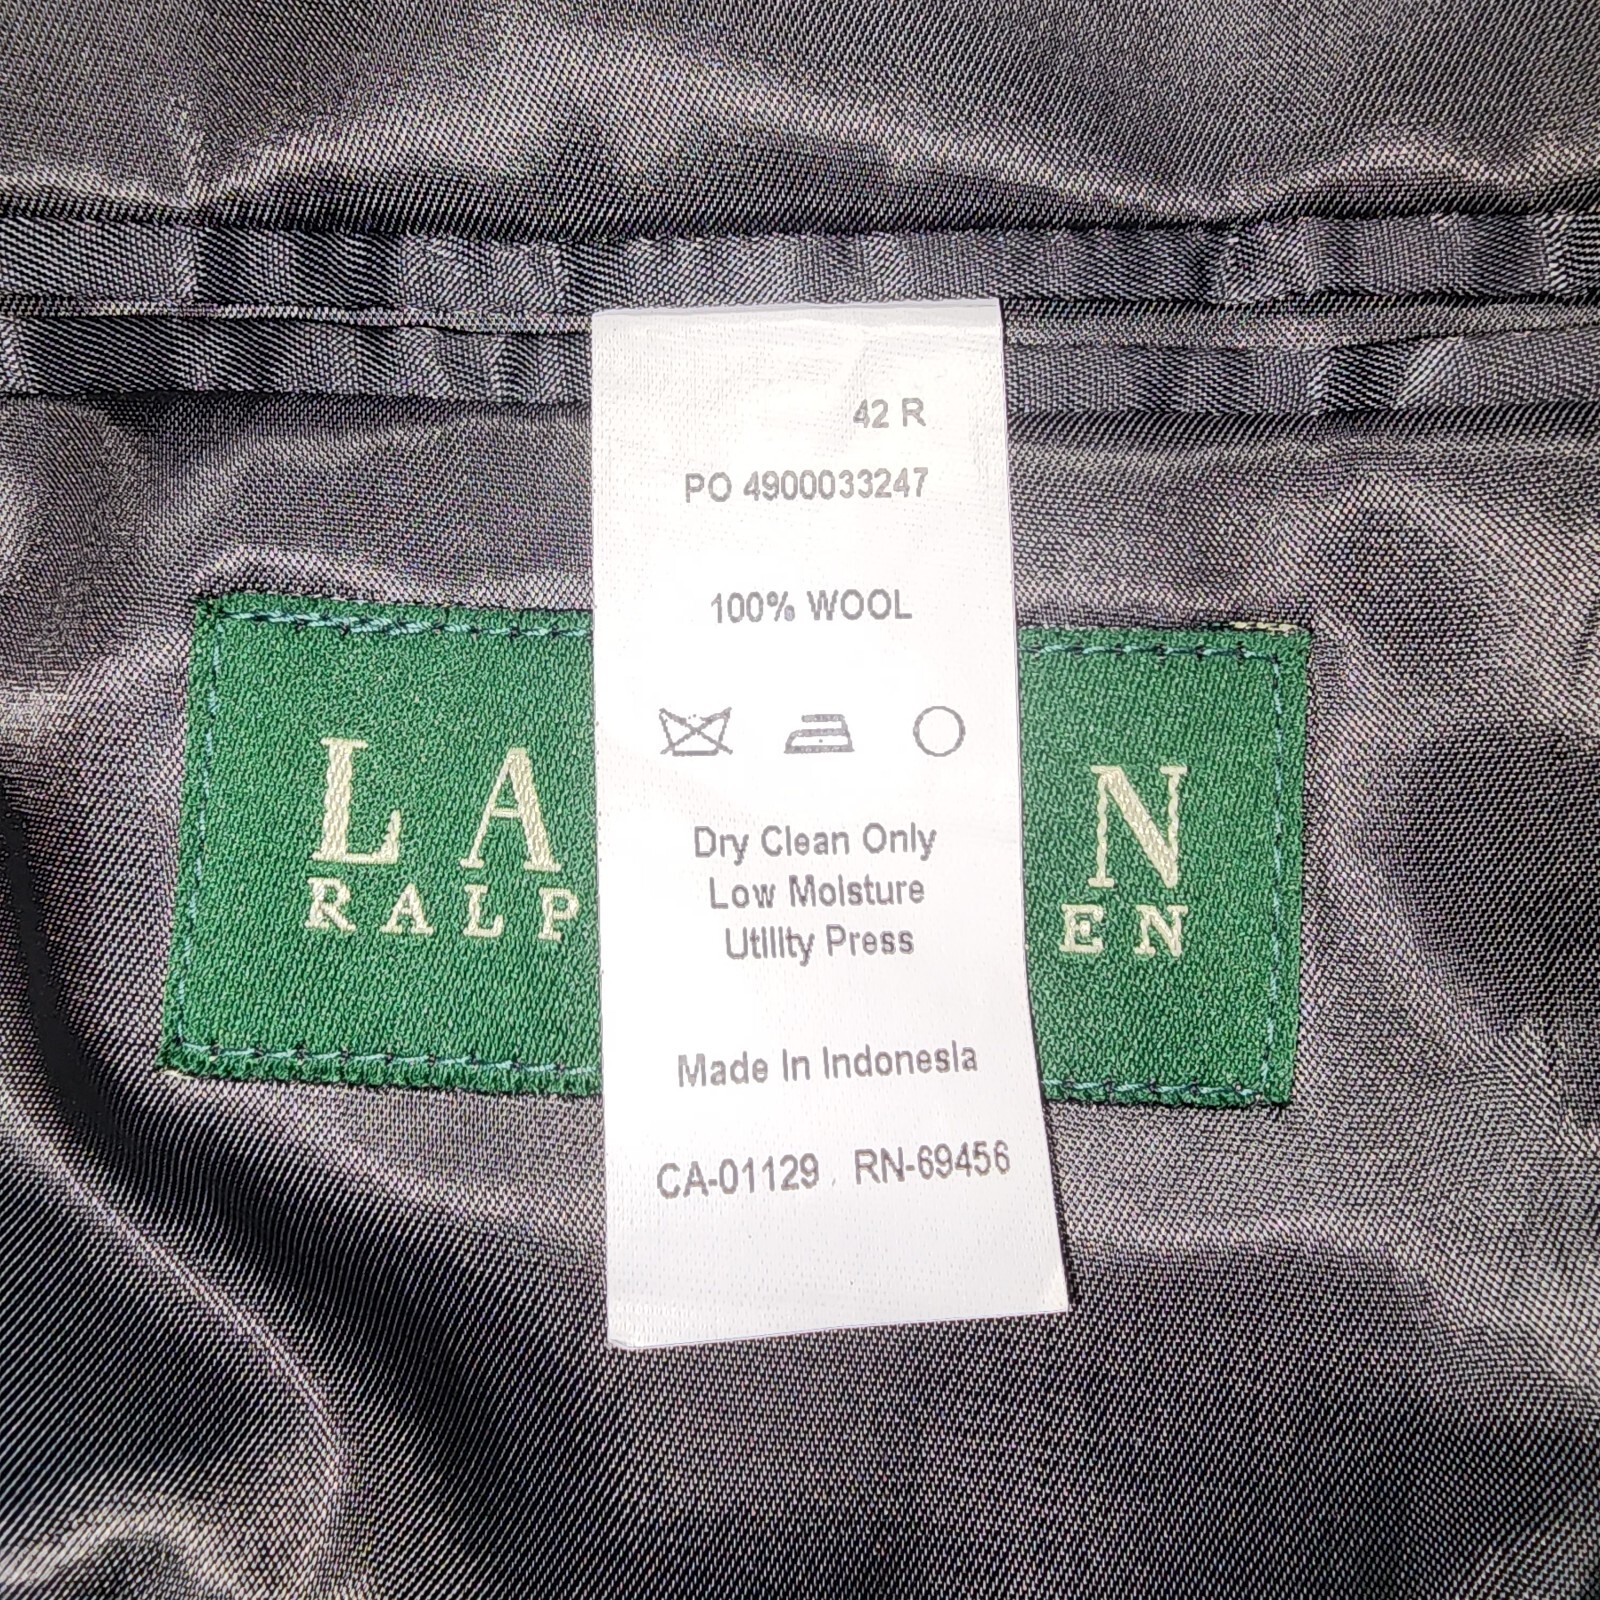 42 R
PO 4900033247
100% WOOL
Dry Clean Only
Low Moisture
Utility Press
Made In Indonesia
CA-01129 . RN-69456
LA N
RALP EN